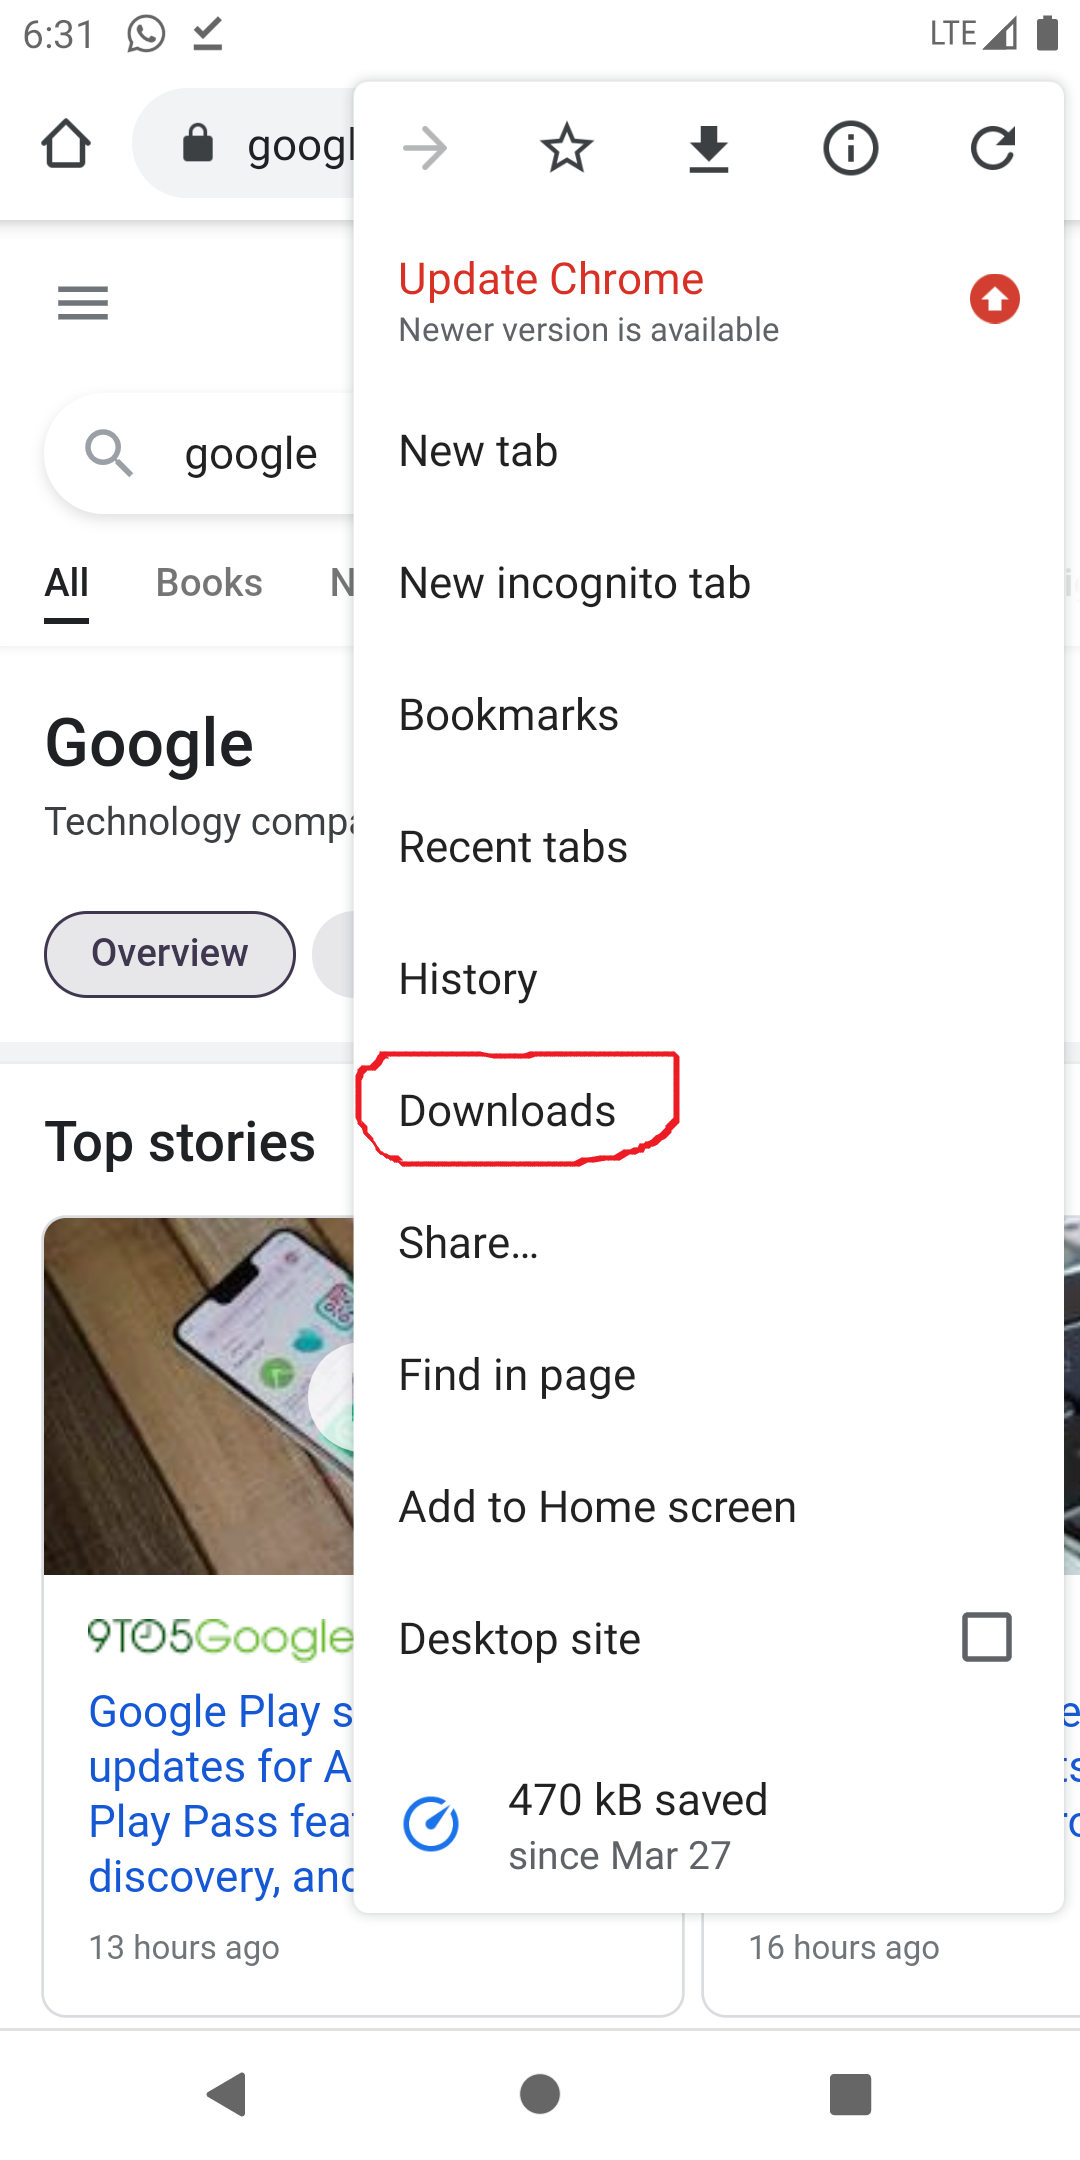 6:31
LTE
googl
Update Chrome
Newer version is available
google
New tab
All
Books
N
New incognito tab
Bookmarks
Google
Technology compa
Recent tabs
Overview
History
Downloads
Top stories
Share...
Find in page
Add to Home screen
9TO5Google
Desktop site
Google Play s
updates for A
Play Pass feat
discovery, and
470 kB saved
since Mar 27
13 hours ago
16 hours ago